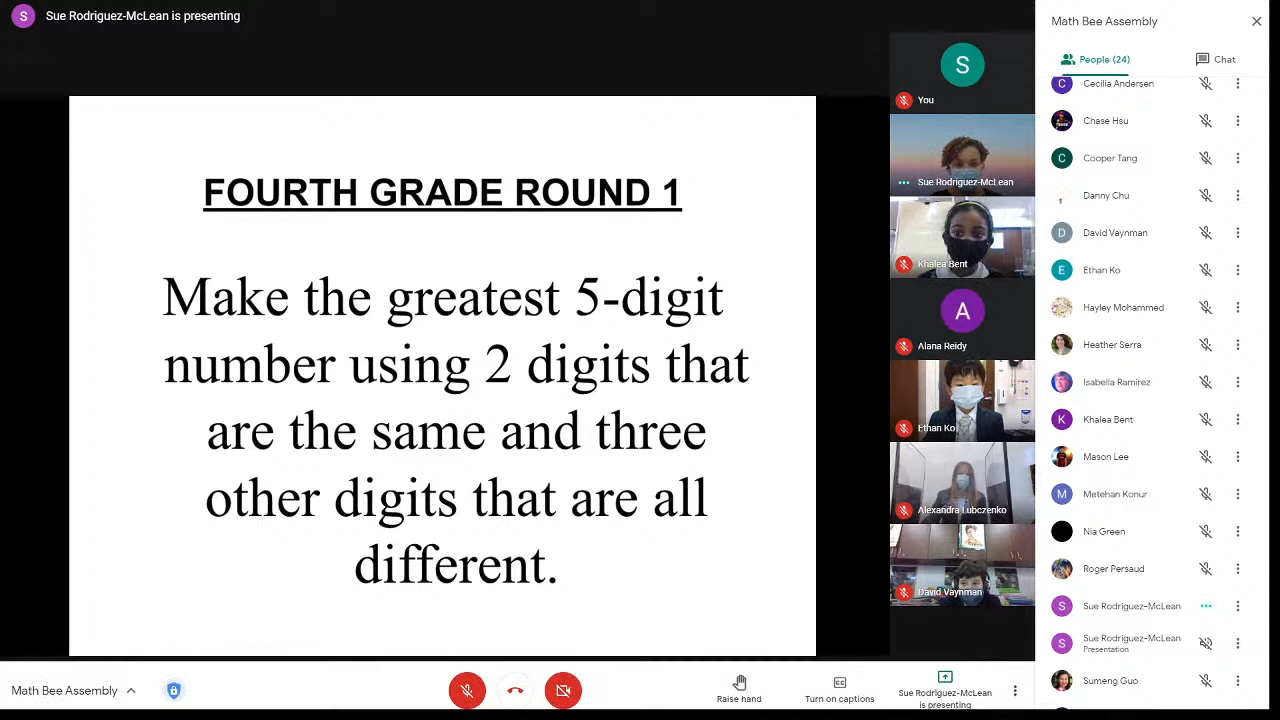 S
Sue Rodriguez-McLean is presenting
FOURTH GRADE ROUND 1
Make the greatest 5-digit
number using 2 digits that
are the same and three
other digits that are all
different.
S
You
Sue Rodriguez-McLean
Khalea Bent
A
Alana Reidy
Ethan Ko
Alexandra Lubczenko
David Vaynman
Math Bee Assembly
People (24)
Chat
C
Cecilia Andersen
Chase Hsu
C
Cooper Tang
Danny Chu
D
David Vaynman
E
Ethan Ko
Hayley Mohammed
Heather Serra
Isabella Ramirez
K
Khalea Bent
Mason Lee
M
Metehan Konur
Nia Green
Roger Persaud
S
Sue Rodriguez-McLean
S
Sue Rodriguez-McLean
Presentation
Sumeng Guo
Math Bee Assembly
Raise hand
CC
Turn on captions
Sue Rodriguez-McLean
is presenting